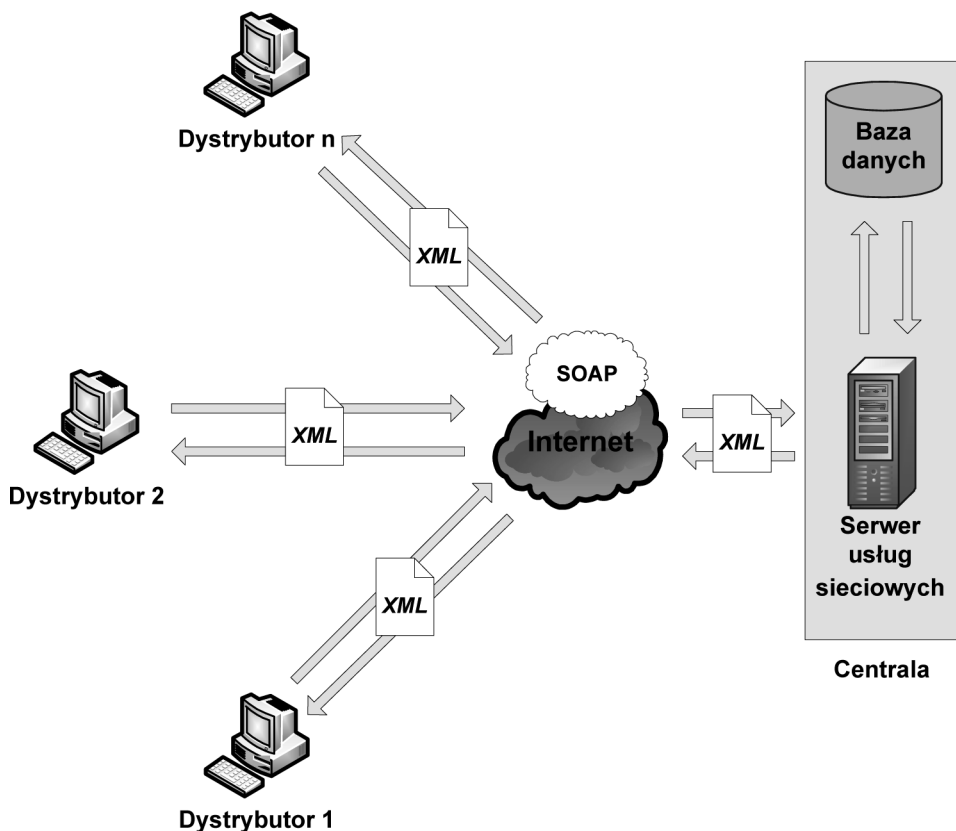 Dystrybutor n
XML
Baza
danych
SOAP
Internet
XML
XML
Dystrybutor 2
Serwer
usług
sieciowych
XML
Centrala
Dystrybutor 1